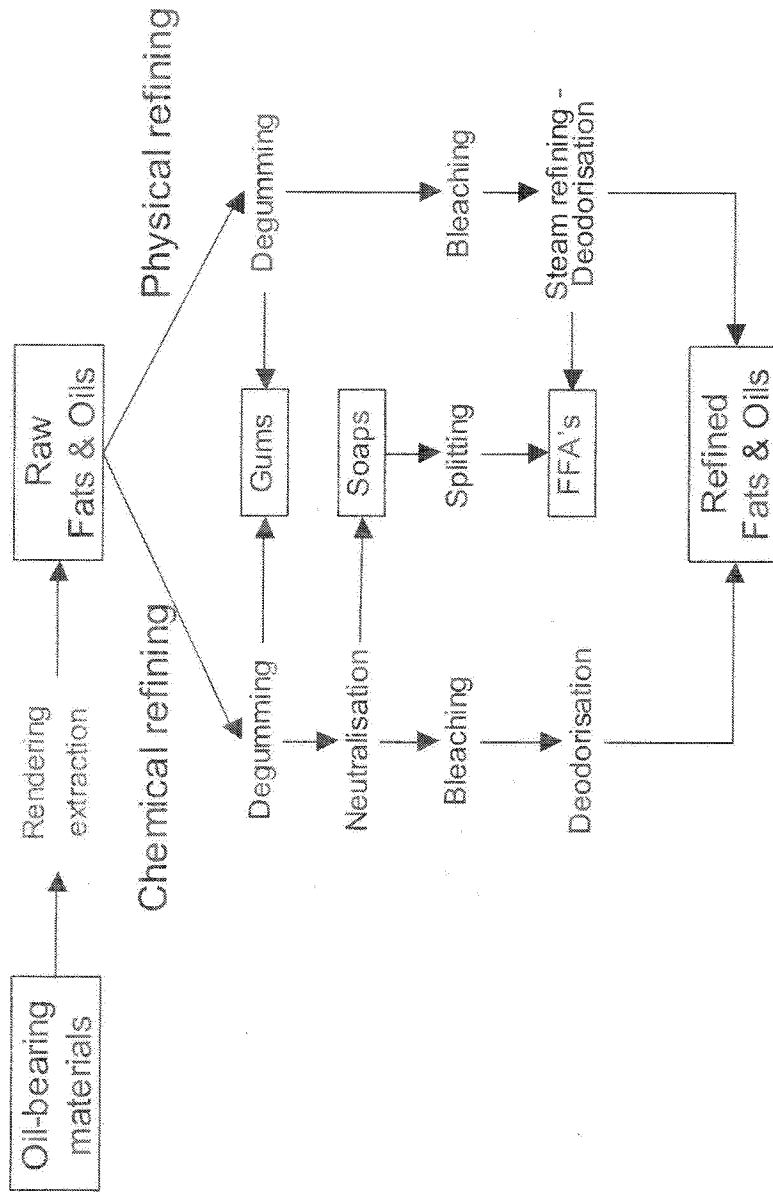 Oil-bearing
materials
Rendering
extraction
Raw
Fats & Oils
Chemical refining
Physical refining
Degumming
Gums
Degumming
Neutralisation
Soaps
Bleaching
Splitting
Bleaching
Deodorisation
FFA's
Steam refining -
Deodorisation
Refined
Fats & Oils